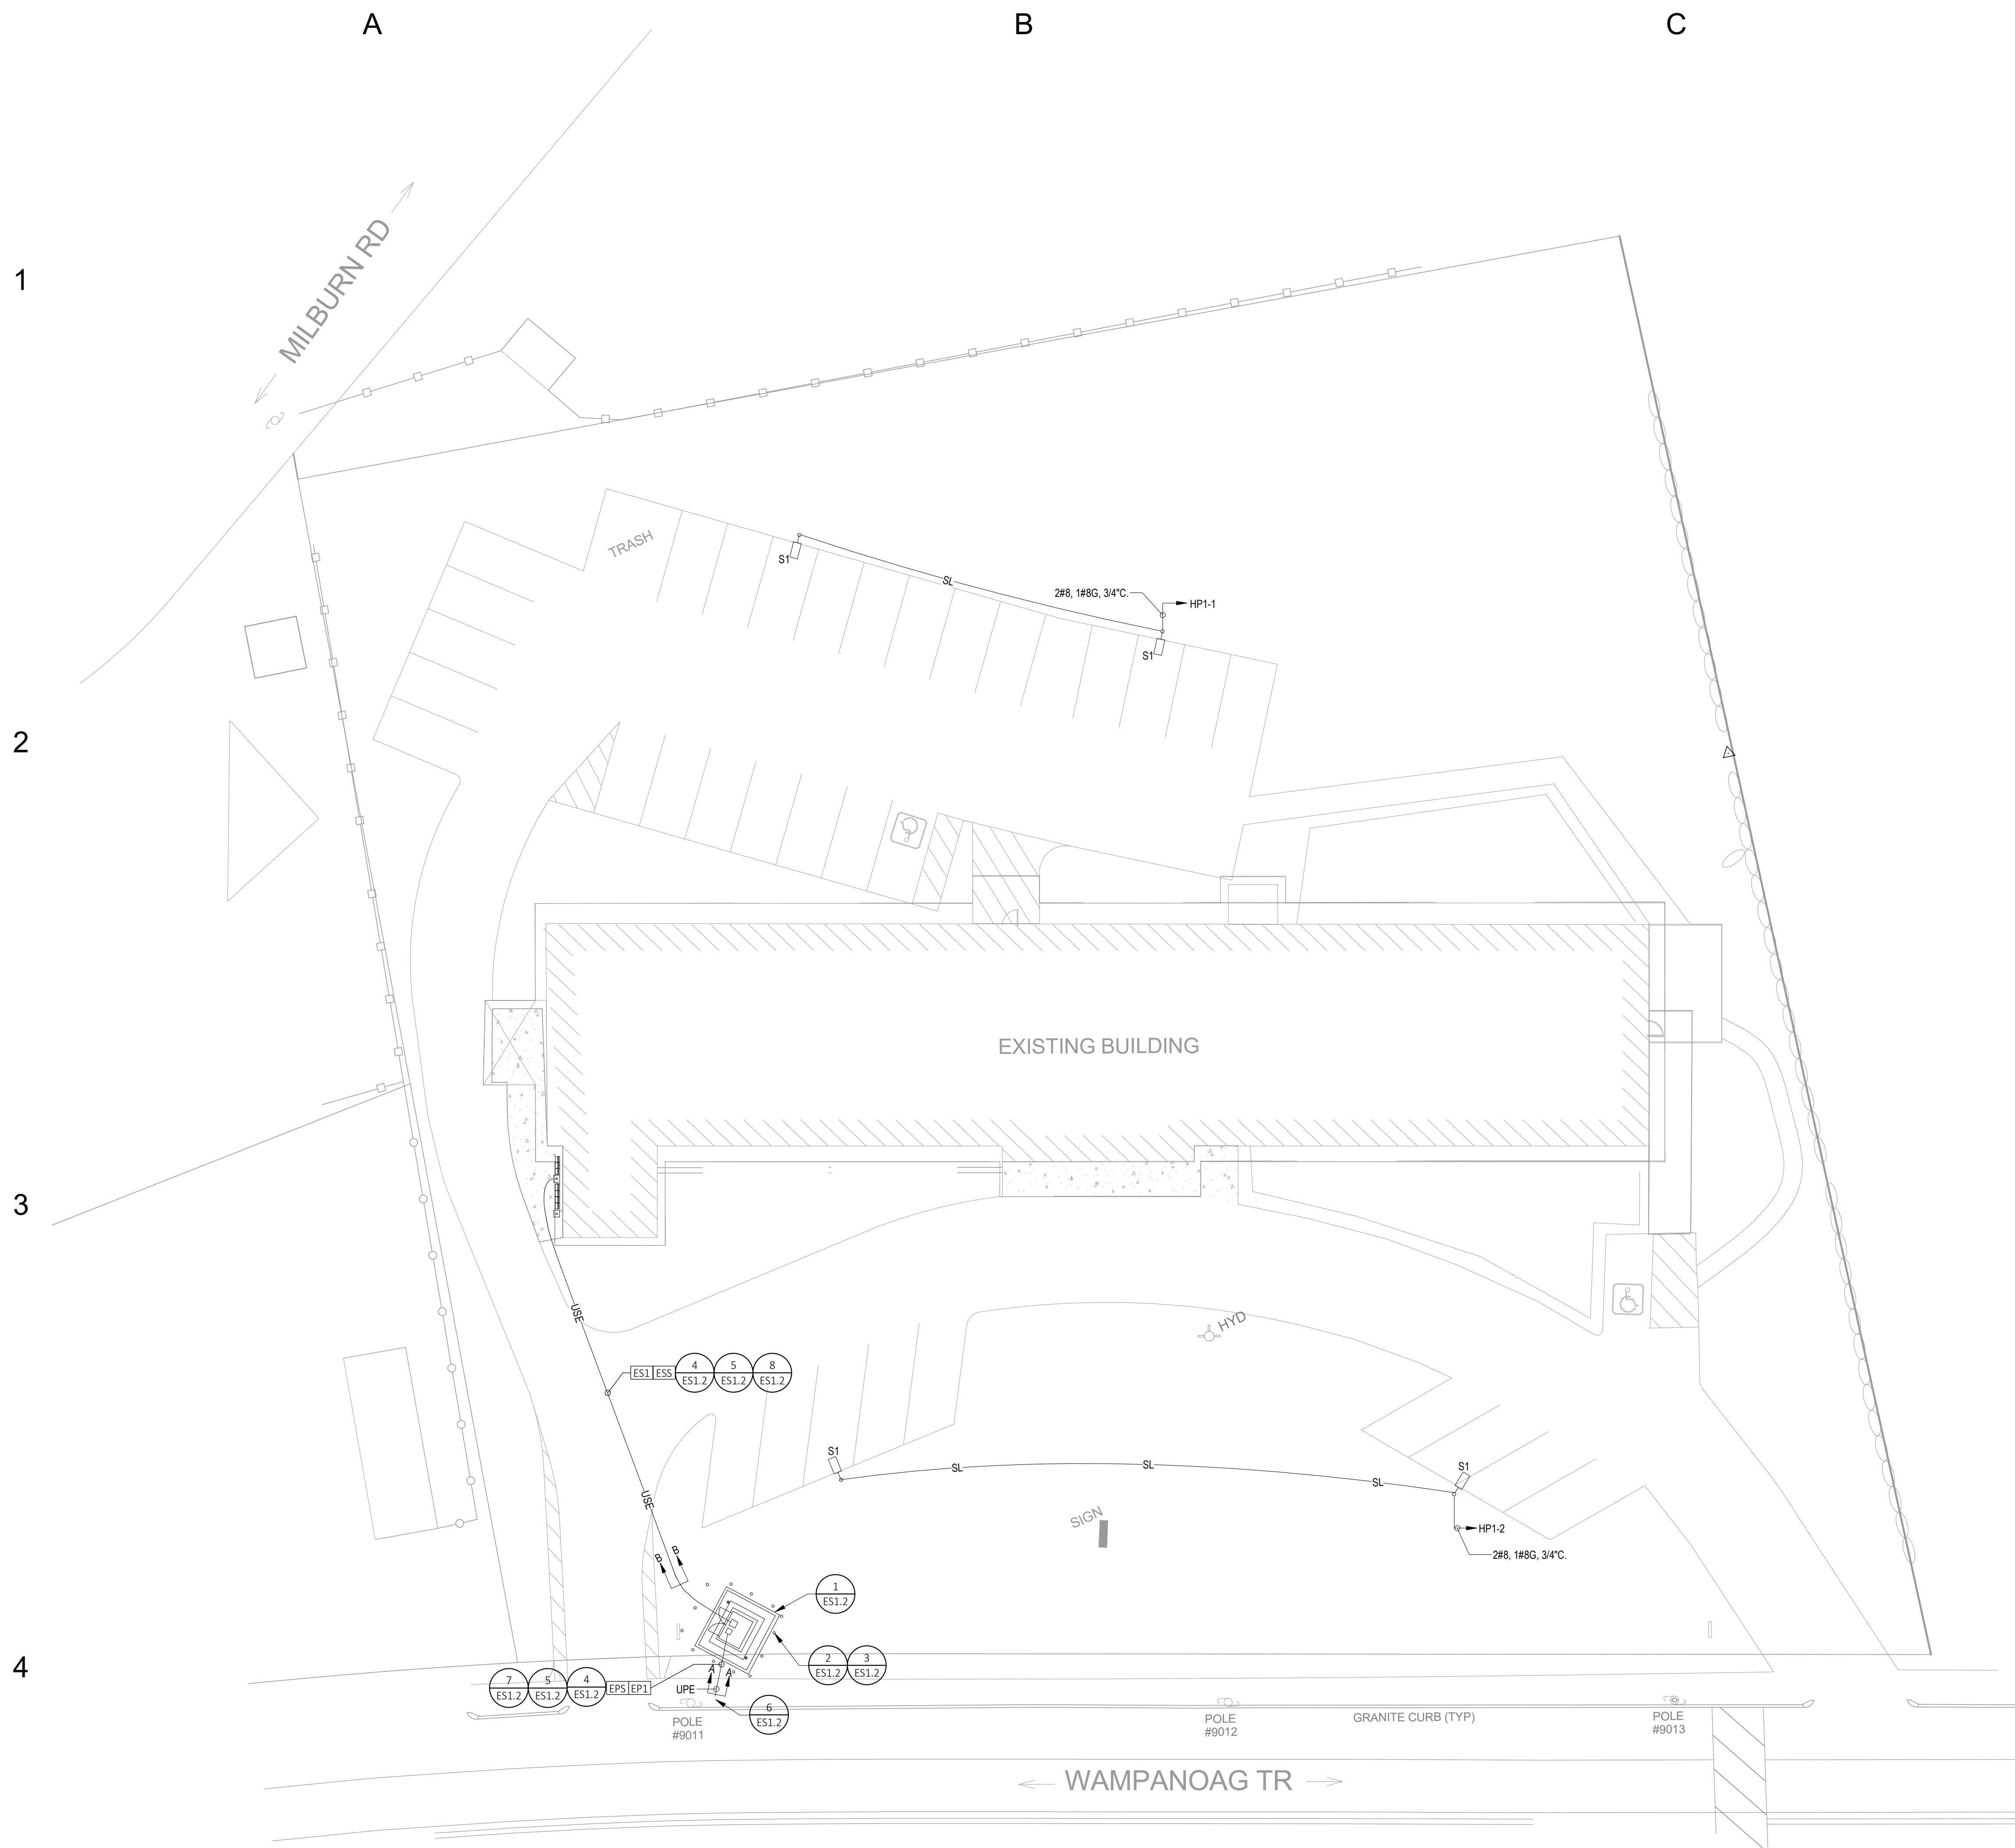 A
B
C
1
MILBURN RD
TRASH
S1
SL
2#8, 1#8G, 3/4"C.
HP1-1
S1
2
EXISTING BUILDING
3
USE
HYD
ES1 ESS 4 ES1.2 5 ES1.2 8 ES1.2
S1
SL
SL
SL
S1
USE
SIGN
HP1-2
2#8, 1#8G, 3/4"C.
B
B
1
ES1.2
2 ES1.2 3 ES1.2
4
7 ES1.2 5 ES1.2 4 ES1.2 EPS EP1
A
A
UPE
6
ES1.2
POLE
#9011
POLE
#9012
GRANITE CURB (TYP)
POLE
#9013
WAMPANOAG TR